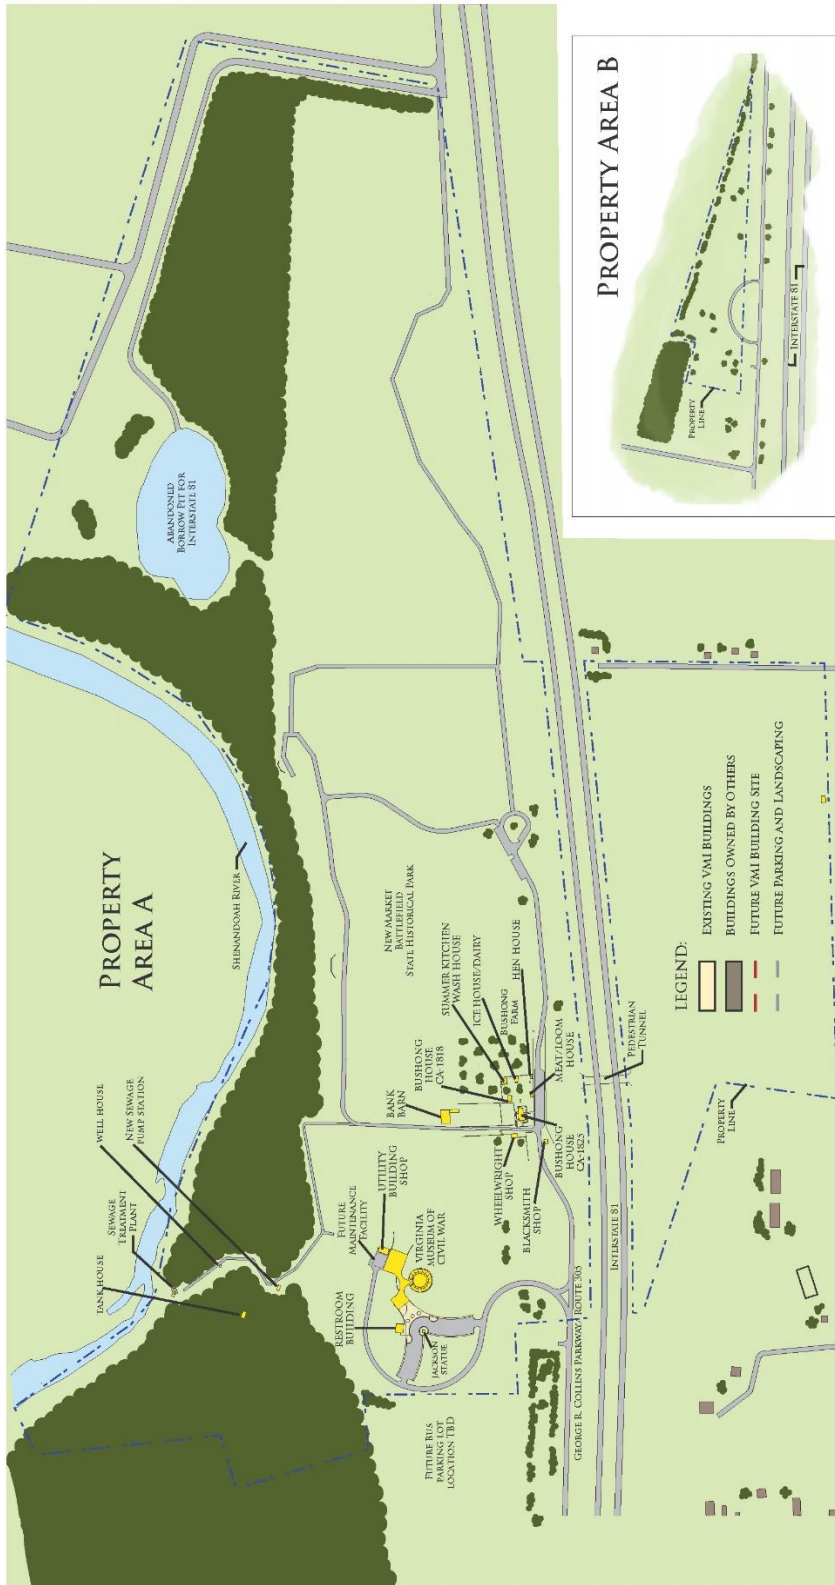 PROPERTY
AREA A
SHENANDOAH RIVER
ABANDONED
BORROW PIT FOR
INTERSTATE 81
TANK HOUSE
SEWAGE
TREATMENT
PLANT
WELL HOUSE
NEW SEWAGE
PUMP STATION
NEW MARKET
BATTLEFIELD
STATE HISTORICAL PARK
FUTURE
MAINTENANCE
FACILITY
UTILITY
BUILDING
SHOP
RESTROOM
BUILDING
VIRGINIA
MUSEUM OF
CIVIL WAR
JACKSON
STATUE
FUTURE BUS
PARKING LOT
LOCATION TBD
BANK
BARN
BUSHONG
HOUSE
CA-1818
SUMMER KITCHEN
WASH HOUSE
ICE HOUSE/DAIRY
BUSHONG
FARM
HEN HOUSE
WHEELWRIGHT
SHOP
BLACKSMITH
SHOP
BUSHONG
HOUSE
CA-1825
MEAT/LOOM
HOUSE
PEDESTRIAN
TUNNEL
GEORGE R. COLLINS PARKWAY/ROUTE 305
INTERSTATE 81
PROPERTY
LINE
LEGEND:
EXISTING VMI BUILDINGS
BUILDINGS OWNED BY OTHERS
FUTURE VMI BUILDING SITE
FUTURE PARKING AND LANDSCAPING
PROPERTY AREA B
PROPERTY
LINE
INTERSTATE 81